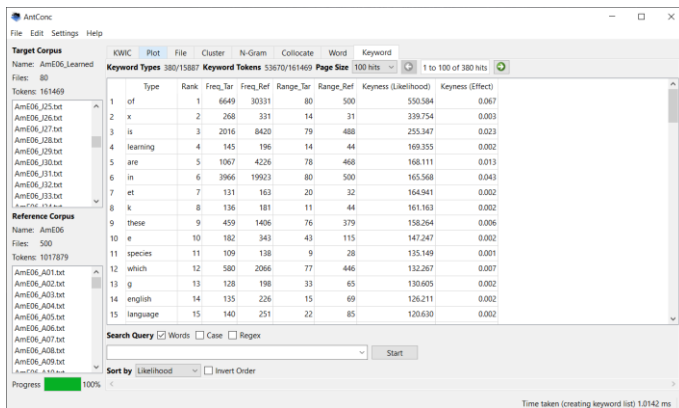 AntConc
File Edit Settings Help
Target Corpus
Name: AmE06_Learned
Files: 80
Tokens: 161469
AmE06_J25.txt
AmE06_J26.txt
AmE06_J27.txt
AmE06_J28.txt
AmE06_J29.txt
AmE06_J30.txt
AmE06_J31.txt
AmE06_J32.txt
AmE06_J33.txt
AmE06_J34.txt
Reference Corpus
Name: AmE06
Files: 500
Tokens: 1017879
AmE06_A01.txt
AmE06_A02.txt
AmE06_A03.txt
AmE06_A04.txt
AmE06_A05.txt
AmE06_A06.txt
AmE06_A07.txt
AmE06_A08.txt
AmE06_A09.txt
AmE06_A10.txt
Progress 100%
KWIC Plot File Cluster N-Gram Collocate Word Keyword
Keyword Types 380/15887 Keyword Tokens 53670/161469 Page Size 100 hits 1 to 100 of 380 hits
Type Rank Freq_Tar Freq_Ref Range_Tar Range_Ref Keyness (Likelihood) Keyness (Effect)
1 of 1 6649 30331 80 500 550.584 0.067
2 x 2 268 331 14 31 339.754 0.003
3 is 3 2016 8420 79 488 255.347 0.023
4 learning 4 145 196 14 44 169.355 0.002
5 are 5 1067 4226 78 468 168.111 0.013
6 in 6 3966 19923 80 500 165.568 0.043
7 et 7 131 163 20 32 164.941 0.002
8 k 8 136 181 11 44 161.163 0.002
9 these 9 459 1406 76 379 158.264 0.006
10 e 10 182 343 43 115 147.247 0.002
11 species 11 109 138 9 28 135.149 0.001
12 which 12 580 2066 77 446 132.267 0.007
13 g 13 128 198 33 65 130.605 0.002
14 english 14 135 226 15 69 126.211 0.002
15 language 15 140 251 22 85 120.630 0.002
Search Query Words Case Regex
Start
Sort by Likelihood Invert Order
Time taken (creating keyword list) 1.0142 ms